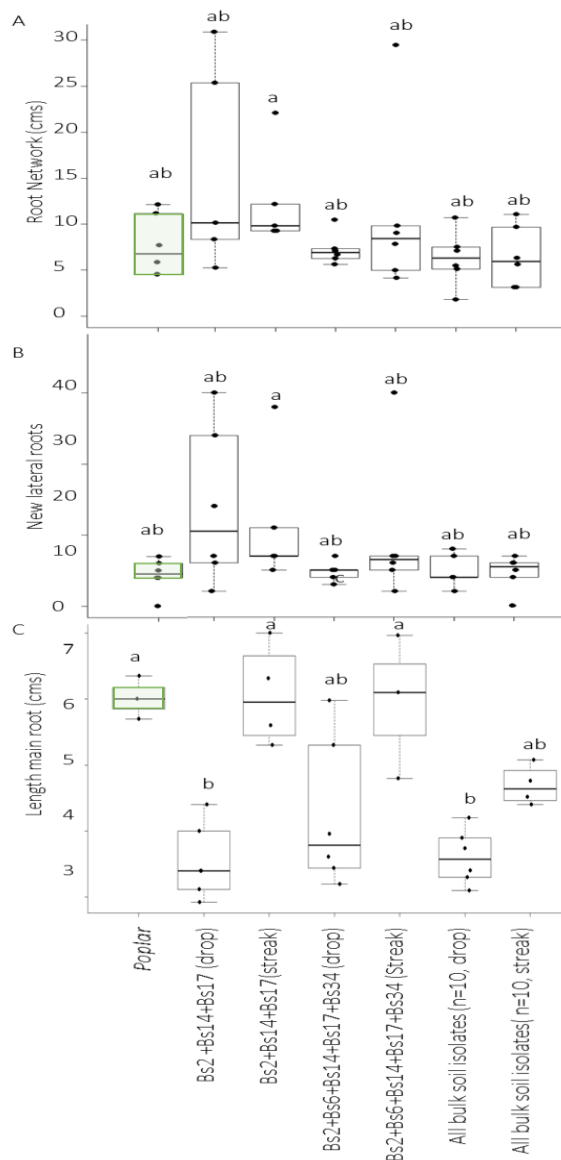 A
Root Network (cms)
30
25
20
15
10
5
0
ab
ab
a
ab
ab
ab
ab
B
New lateral roots
40
30
20
10
0
ab
ab
a
ab
c
ab
ab
ab
C
Length main root (cms)
7
6
5
4
3
a
b
a
ab
a
b
ab
Poplar
Bs2+Bs14+Bs17 (drop)
Bs2+Bs14+Bs17(streak)
Bs2+Bs6+Bs14+Bs17+Bs34 (drop)
Bs2+Bs6+Bs14+Bs17+Bs34 (Streak)
All bulk soil isolates (n=10, drop)
All bulk soil isolates( n=10, streak)